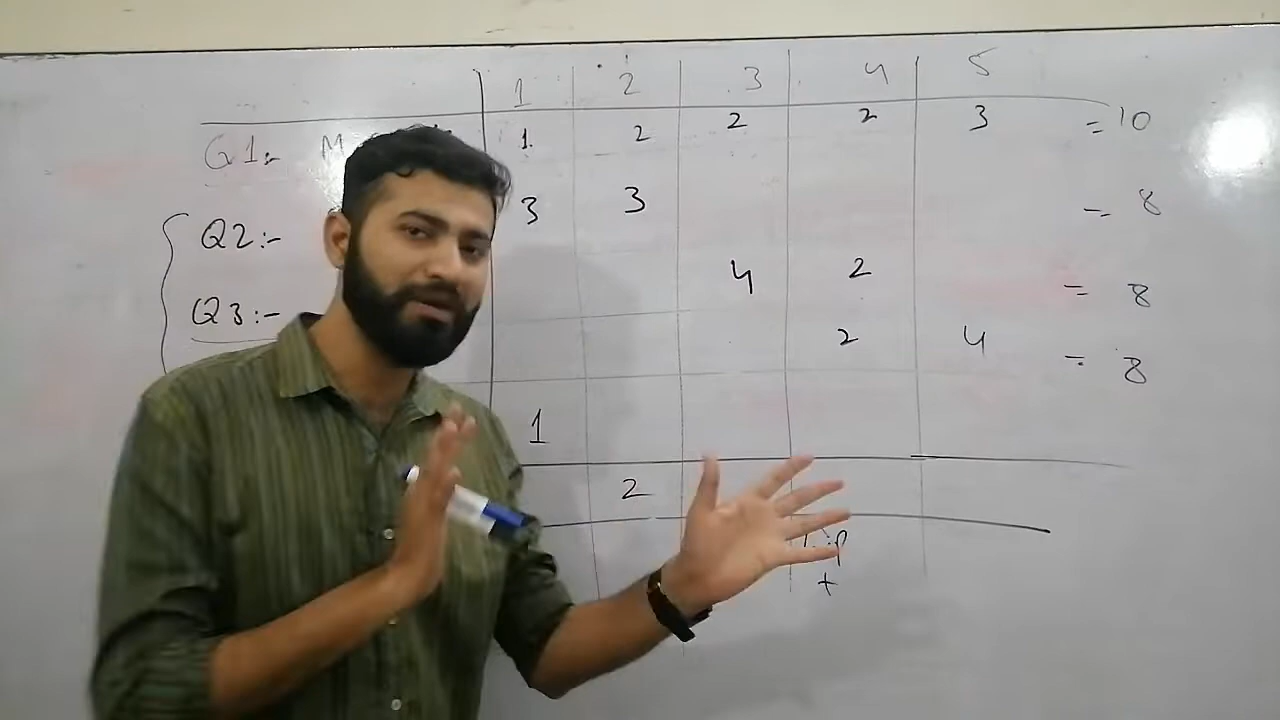 1 2 3 4 5
Q1:- M 1 2 2 2 3 = 10
Q2:- 3 3 = 8
Q3:- 4 2 = 8
2 4 = 8
1
2
+